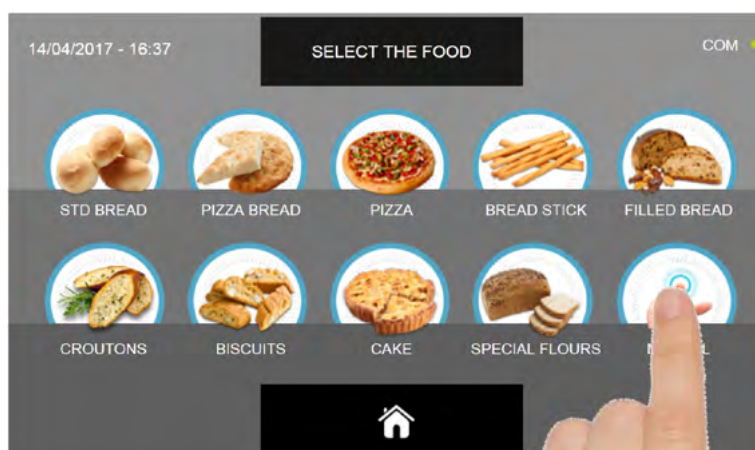 14/04/2017 - 16:37
SELECT THE FOOD
COM
STD BREAD
PIZZA BREAD
PIZZA
BREAD STICK
FILLED BREAD
CROUTONS
BISCUITS
CAKE
SPECIAL FLOURS